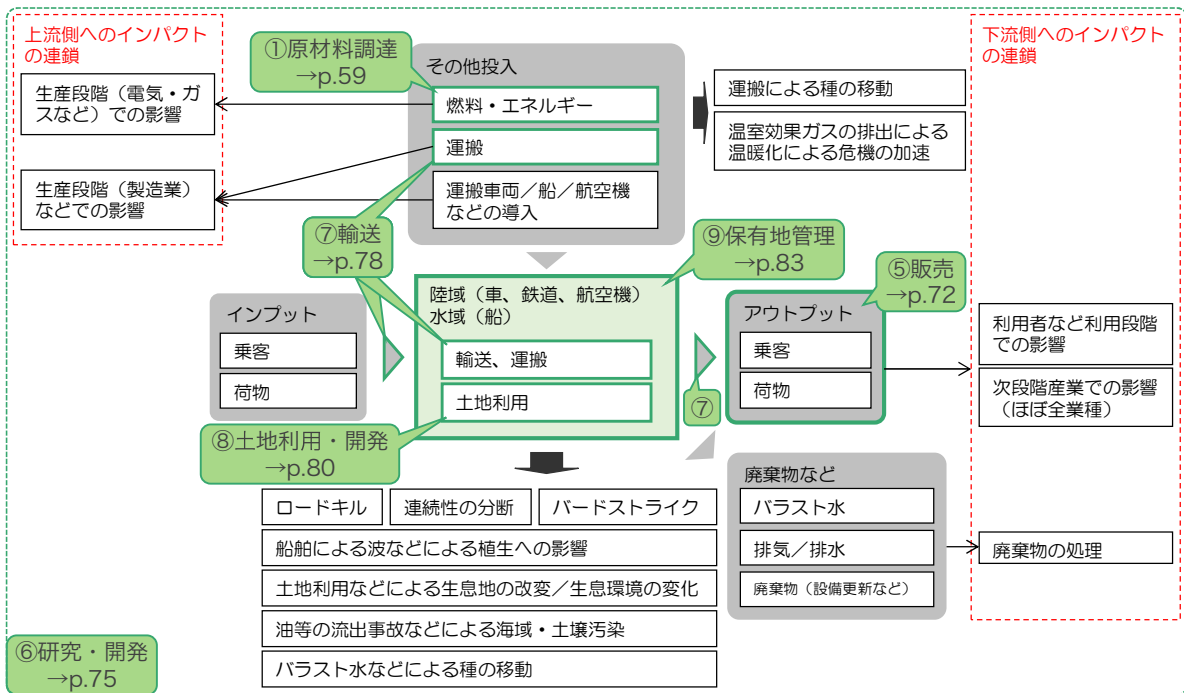 上流側へのインパクト
の連鎖
①原材料調達
→p.59
その他投入
下流側へのインパクト
の連鎖
生産段階（電気・ガ
スなど）での影響
燃料・エネルギー
運搬
運搬車両／船／航空機
などの導入
運搬による種の移動
温室効果ガスの排出による
温暖化による危機の加速
生産段階（製造業）
などでの影響
⑦輸送
→p.78
⑨保有地管理
→p.83
⑤販売
→p.72
インプット
乗客
荷物
陸域（車、鉄道、航空機）
水域（船）
輸送、運搬
土地利用
⑦
アウトプット
乗客
荷物
利用者など利用段階
での影響
次段階産業での影響
（ほぼ全業種）
⑧土地利用・開発
→p.80
ロードキル
連続性の分断
バードストライク
船舶による波などによる植生への影響
土地利用などによる生息地の改変／生息環境の変化
油等の流出事故などによる海域・土壌汚染
バラスト水などによる種の移動
廃棄物など
バラスト水
排気／排水
廃棄物（設備更新など）
廃棄物の処理
⑥研究・開発
→p.75